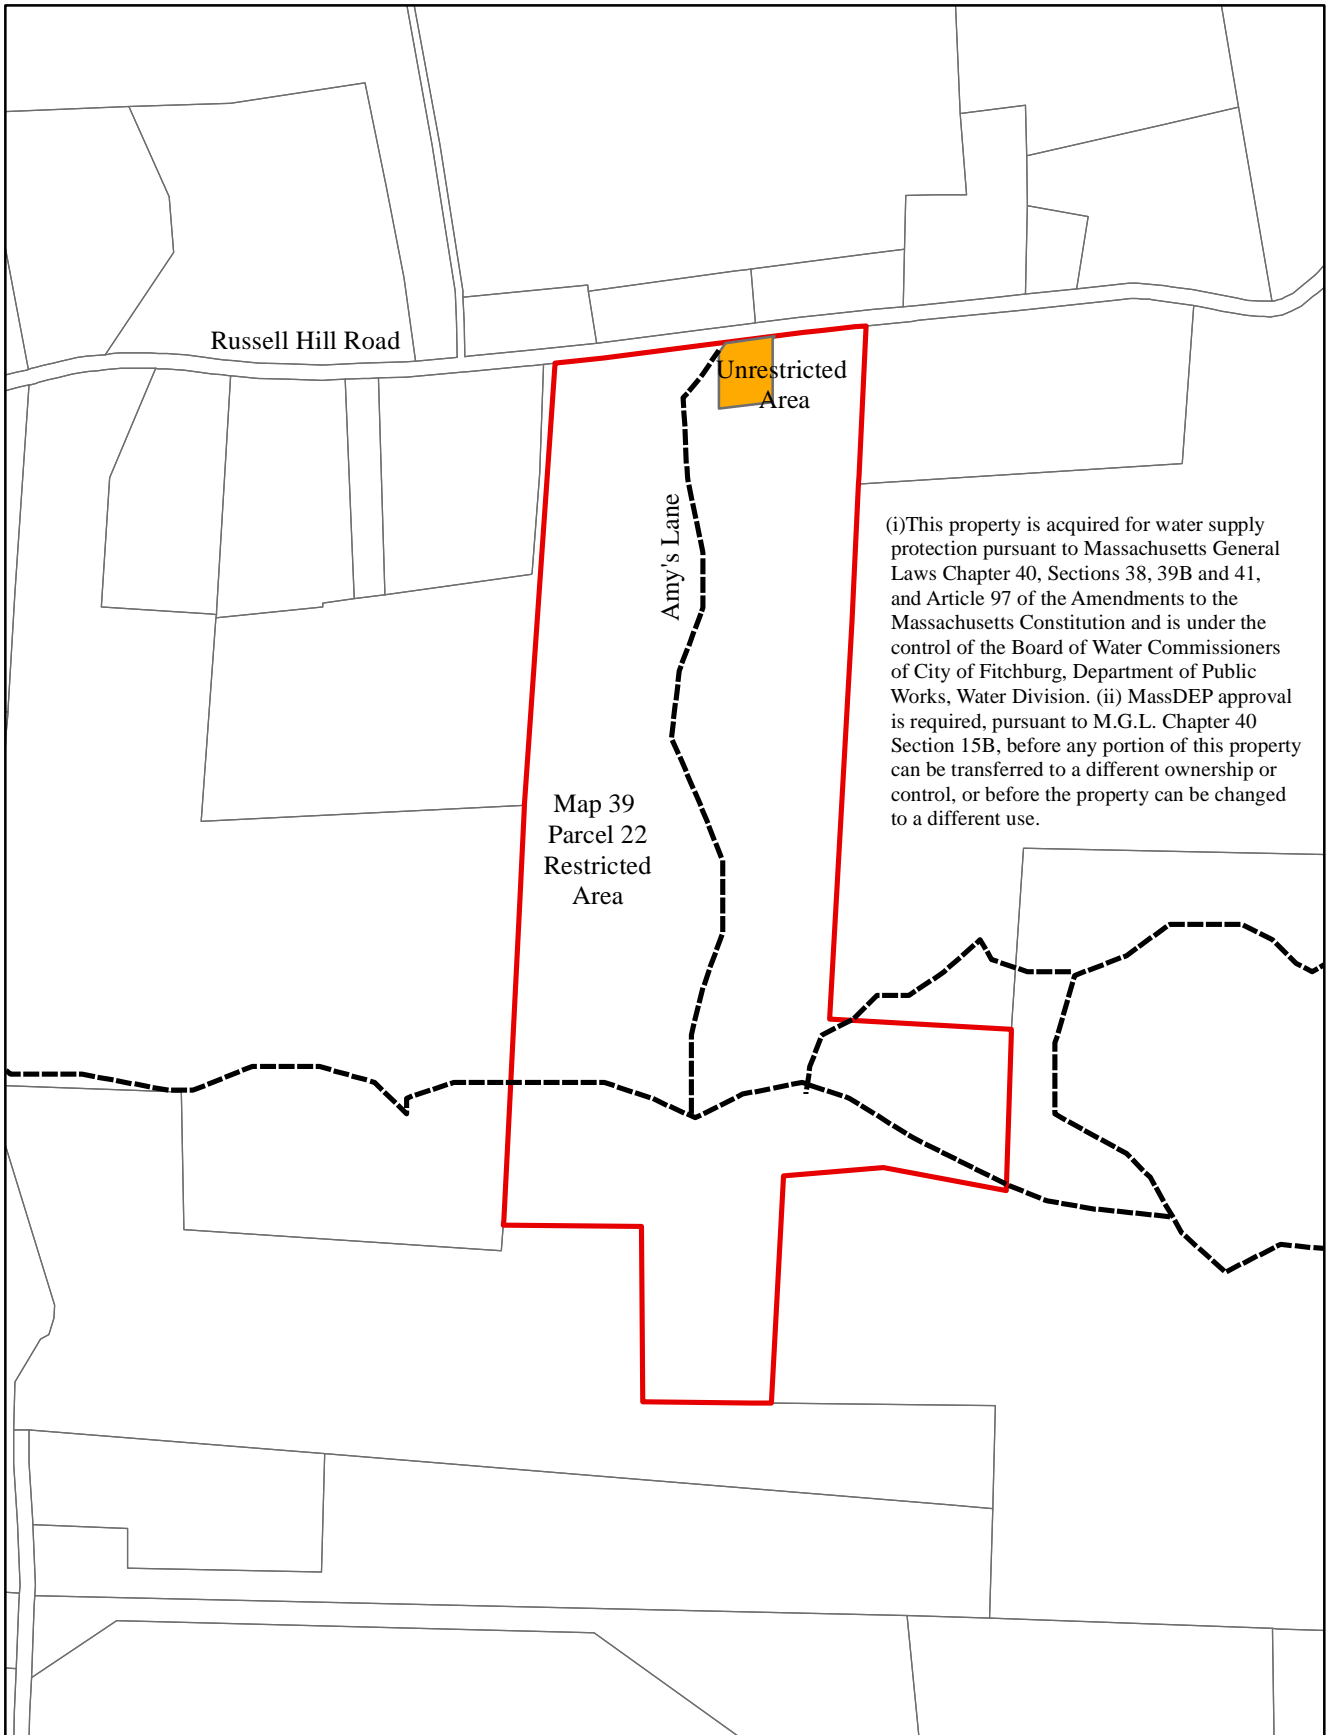 Russell Hill Road
Unrestricted
Area
Amy's Lane
(i)This property is acquired for water supply
protection pursuant to Massachusetts General
Laws Chapter 40, Sections 38, 39B and 41,
and Article 97 of the Amendments to the
Massachusetts Constitution and is under the
control of the Board of Water Commissioners
of City of Fitchburg, Department of Public
Works, Water Division. (ii) MassDEP approval
is required, pursuant to M.G.L. Chapter 40
Section 15B, before any portion of this property
can be transferred to a different ownership or
control, or before the property can be changed
to a different use.
Map 39
Parcel 22
Restricted
Area